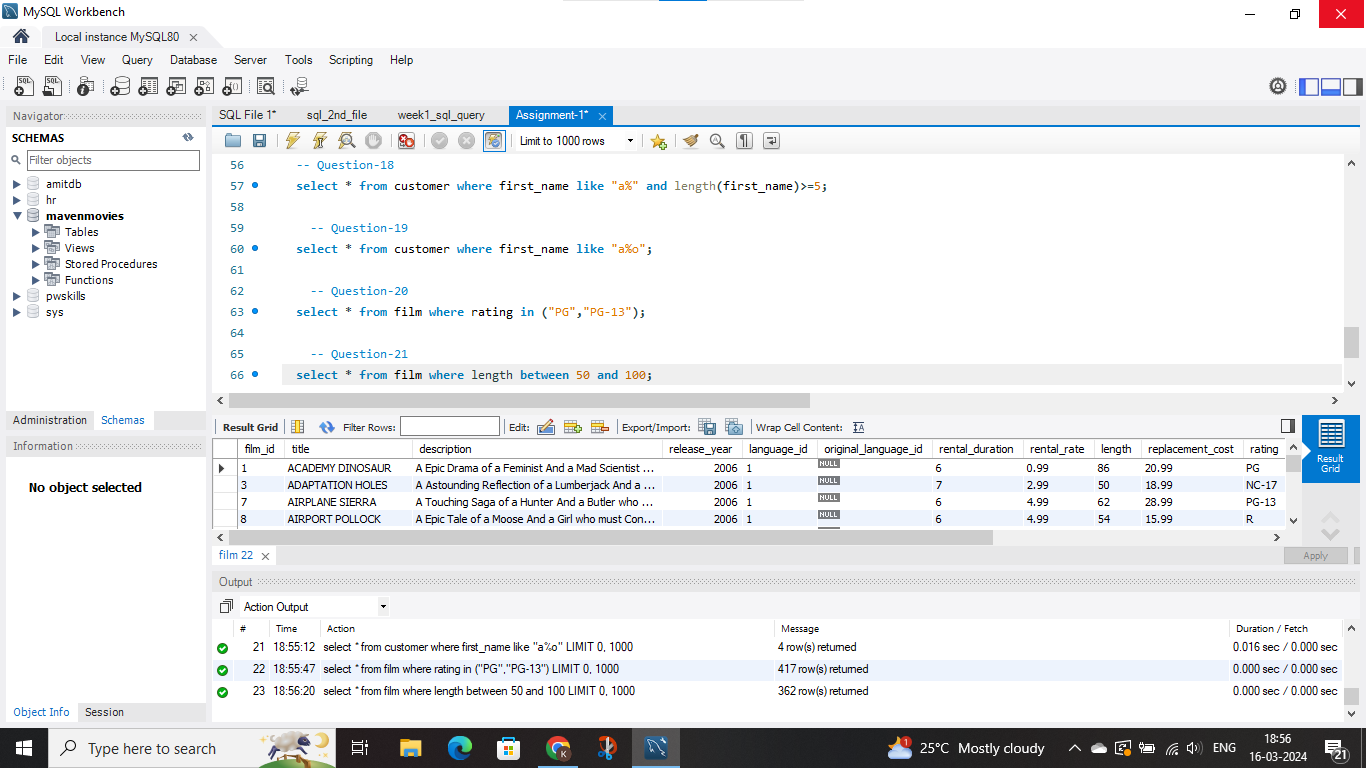 MySQL Workbench
Local instance MySQL80
File Edit View Query Database Server Tools Scripting Help
Navigator
SCHEMAS
Filter objects
amitdb
hr
mavenmovies
Tables
Views
Stored Procedures
Functions
pwskills
sys
Administration Schemas
Information
No object selected
Object Info Session
SQL File 1* sql_2nd_file week1_sql_query Assignment-1*
Limit to 1000 rows
56 -- Question-18
57 select * from customer where first_name like "a%" and length(first_name)>=5;
58
59 -- Question-19
60 select * from customer where first_name like "a%o";
61
62 -- Question-20
63 select * from film where rating in ("PG","PG-13");
64
65 -- Question-21
66 select * from film where length between 50 and 100;
Result Grid Filter Rows: Edit: Export/Import: Wrap Cell Content:
film_id title description release_year language_id original_language_id rental_duration rental_rate length replacement_cost rating
1 ACADEMY DINOSAUR A Epic Drama of a Feminist And a Mad Scientist ... 2006 1 NULL 6 0.99 86 20.99 PG
3 ADAPTATION HOLES A Astounding Reflection of a Lumberjack And a ... 2006 1 NULL 7 2.99 50 18.99 NC-17
7 AIRPLANE SIERRA A Touching Saga of a Hunter And a Butler who ... 2006 1 NULL 6 4.99 62 28.99 PG-13
8 AIRPORT POLLOCK A Epic Tale of a Moose And a Girl who must Con... 2006 1 NULL 6 4.99 54 15.99 R
Result
Grid
film 22
Apply
Output
Action Output
# Time Action Message Duration / Fetch
21 18:55:12 select * from customer where first_name like "a%o" LIMIT 0, 1000 4 row(s) returned 0.016 sec / 0.000 sec
22 18:55:47 select * from film where rating in ("PG","PG-13") LIMIT 0, 1000 417 row(s) returned 0.000 sec / 0.000 sec
23 18:56:20 select * from film where length between 50 and 100 LIMIT 0, 1000 362 row(s) returned 0.000 sec / 0.000 sec
Type here to search
1
25°C Mostly cloudy
ENG
18:56
16-03-2024
21